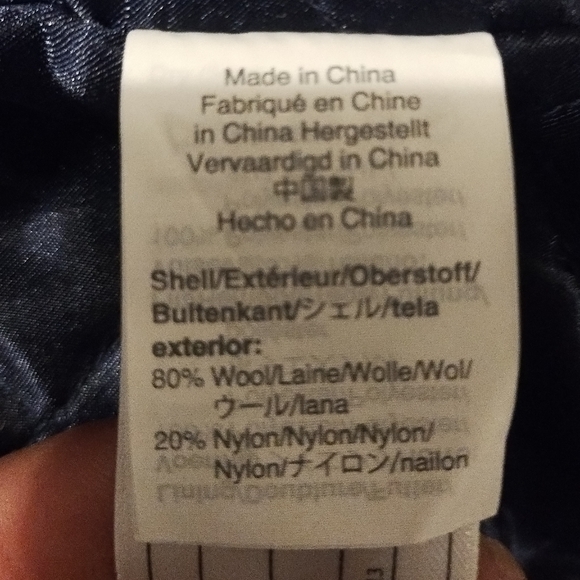 Made in China
Fabriqué en Chine
in China Hergestellt
Vervaardigd in China
中国製
Hecho en China
Shell/Extérieur/Oberstoff/
Buitenkant/シェル/tela
exterior:
80% Wool/Laine/Wolle/Wol/
ウール/lana
20% Nylon/Nylon/Nylon/
Nylon/ナイロン/nailon